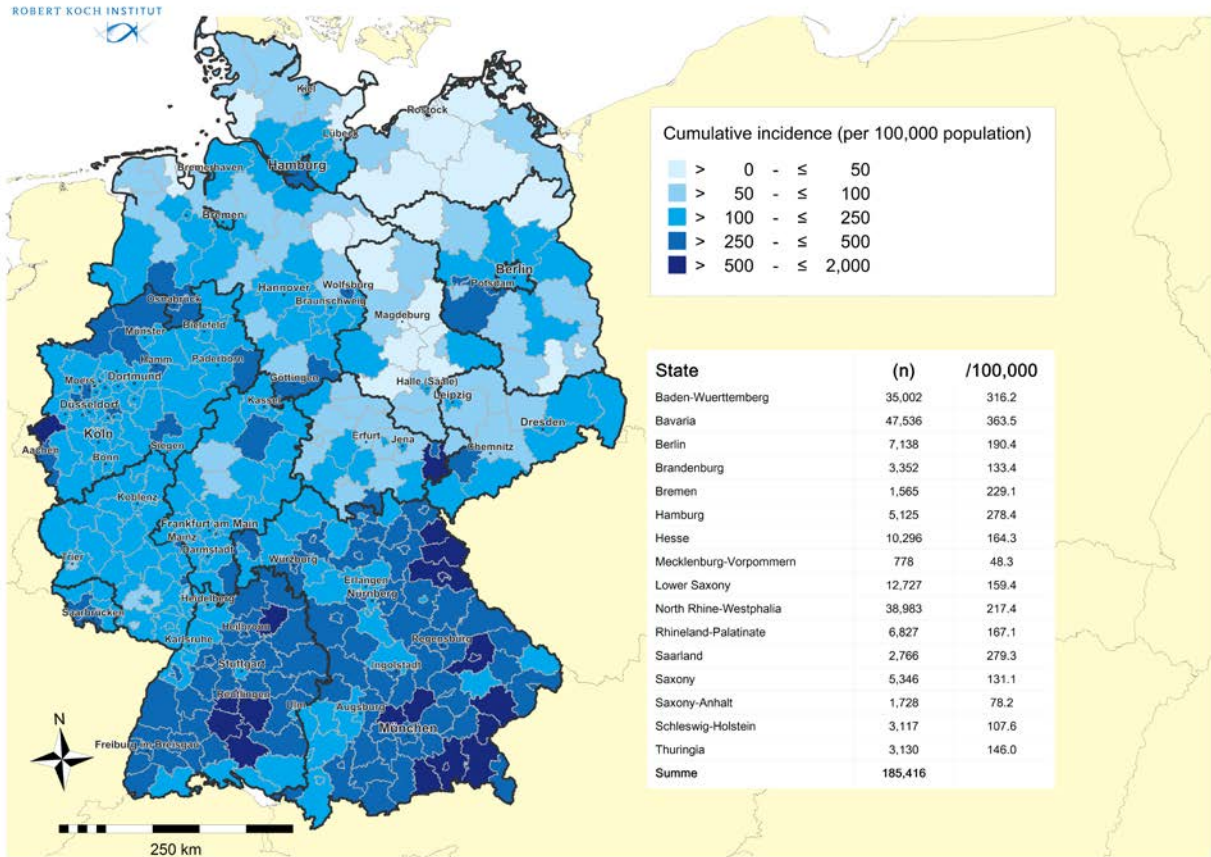 ROBERT KOCH INSTITUT
Kiel
Rostock
Lübeck
Hamburg
Bremerhaven
Bremen
Berlin
Potsdam
Wolfsburg
Hannover
Braunschweig
Osnabrück
Magdeburg
Münster
Bielefeld
Hamm
Paderborn
Göttingen
Halle (Saale)
Moers
Dortmund
Kassel
Leipzig
Düsseldorf
Dresden
Köln
Erfurt
Jena
Chemnitz
Aachen
Siegen
Bonn
Koblenz
Frankfurt am Main
Mainz
Darmstadt
Würzburg
Trier
Erlangen
Nürnberg
Heidelberg
Saarbrücken
Heilbronn
Karlsruhe
Regensburg
Stuttgart
Ingolstadt
Reutlingen
Ulm
Augsburg
München
Freiburg im Breisgau
N
250 km
Cumulative incidence (per 100,000 population)
> 0 - ≤ 50
> 50 - ≤ 100
> 100 - ≤ 250
> 250 - ≤ 500
> 500 - ≤ 2,000
State (n) /100,000
Baden-Wuerttemberg 35,002 316.2
Bavaria 47,536 363.5
Berlin 7,138 190.4
Brandenburg 3,352 133.4
Bremen 1,565 229.1
Hamburg 5,125 278.4
Hesse 10,296 164.3
Mecklenburg-Vorpommern 778 48.3
Lower Saxony 12,727 159.4
North Rhine-Westphalia 38,983 217.4
Rhineland-Palatinate 6,827 167.1
Saarland 2,766 279.3
Saxony 5,346 131.1
Saxony-Anhalt 1,728 78.2
Schleswig-Holstein 3,117 107.6
Thuringia 3,130 146.0
Summe 185,416